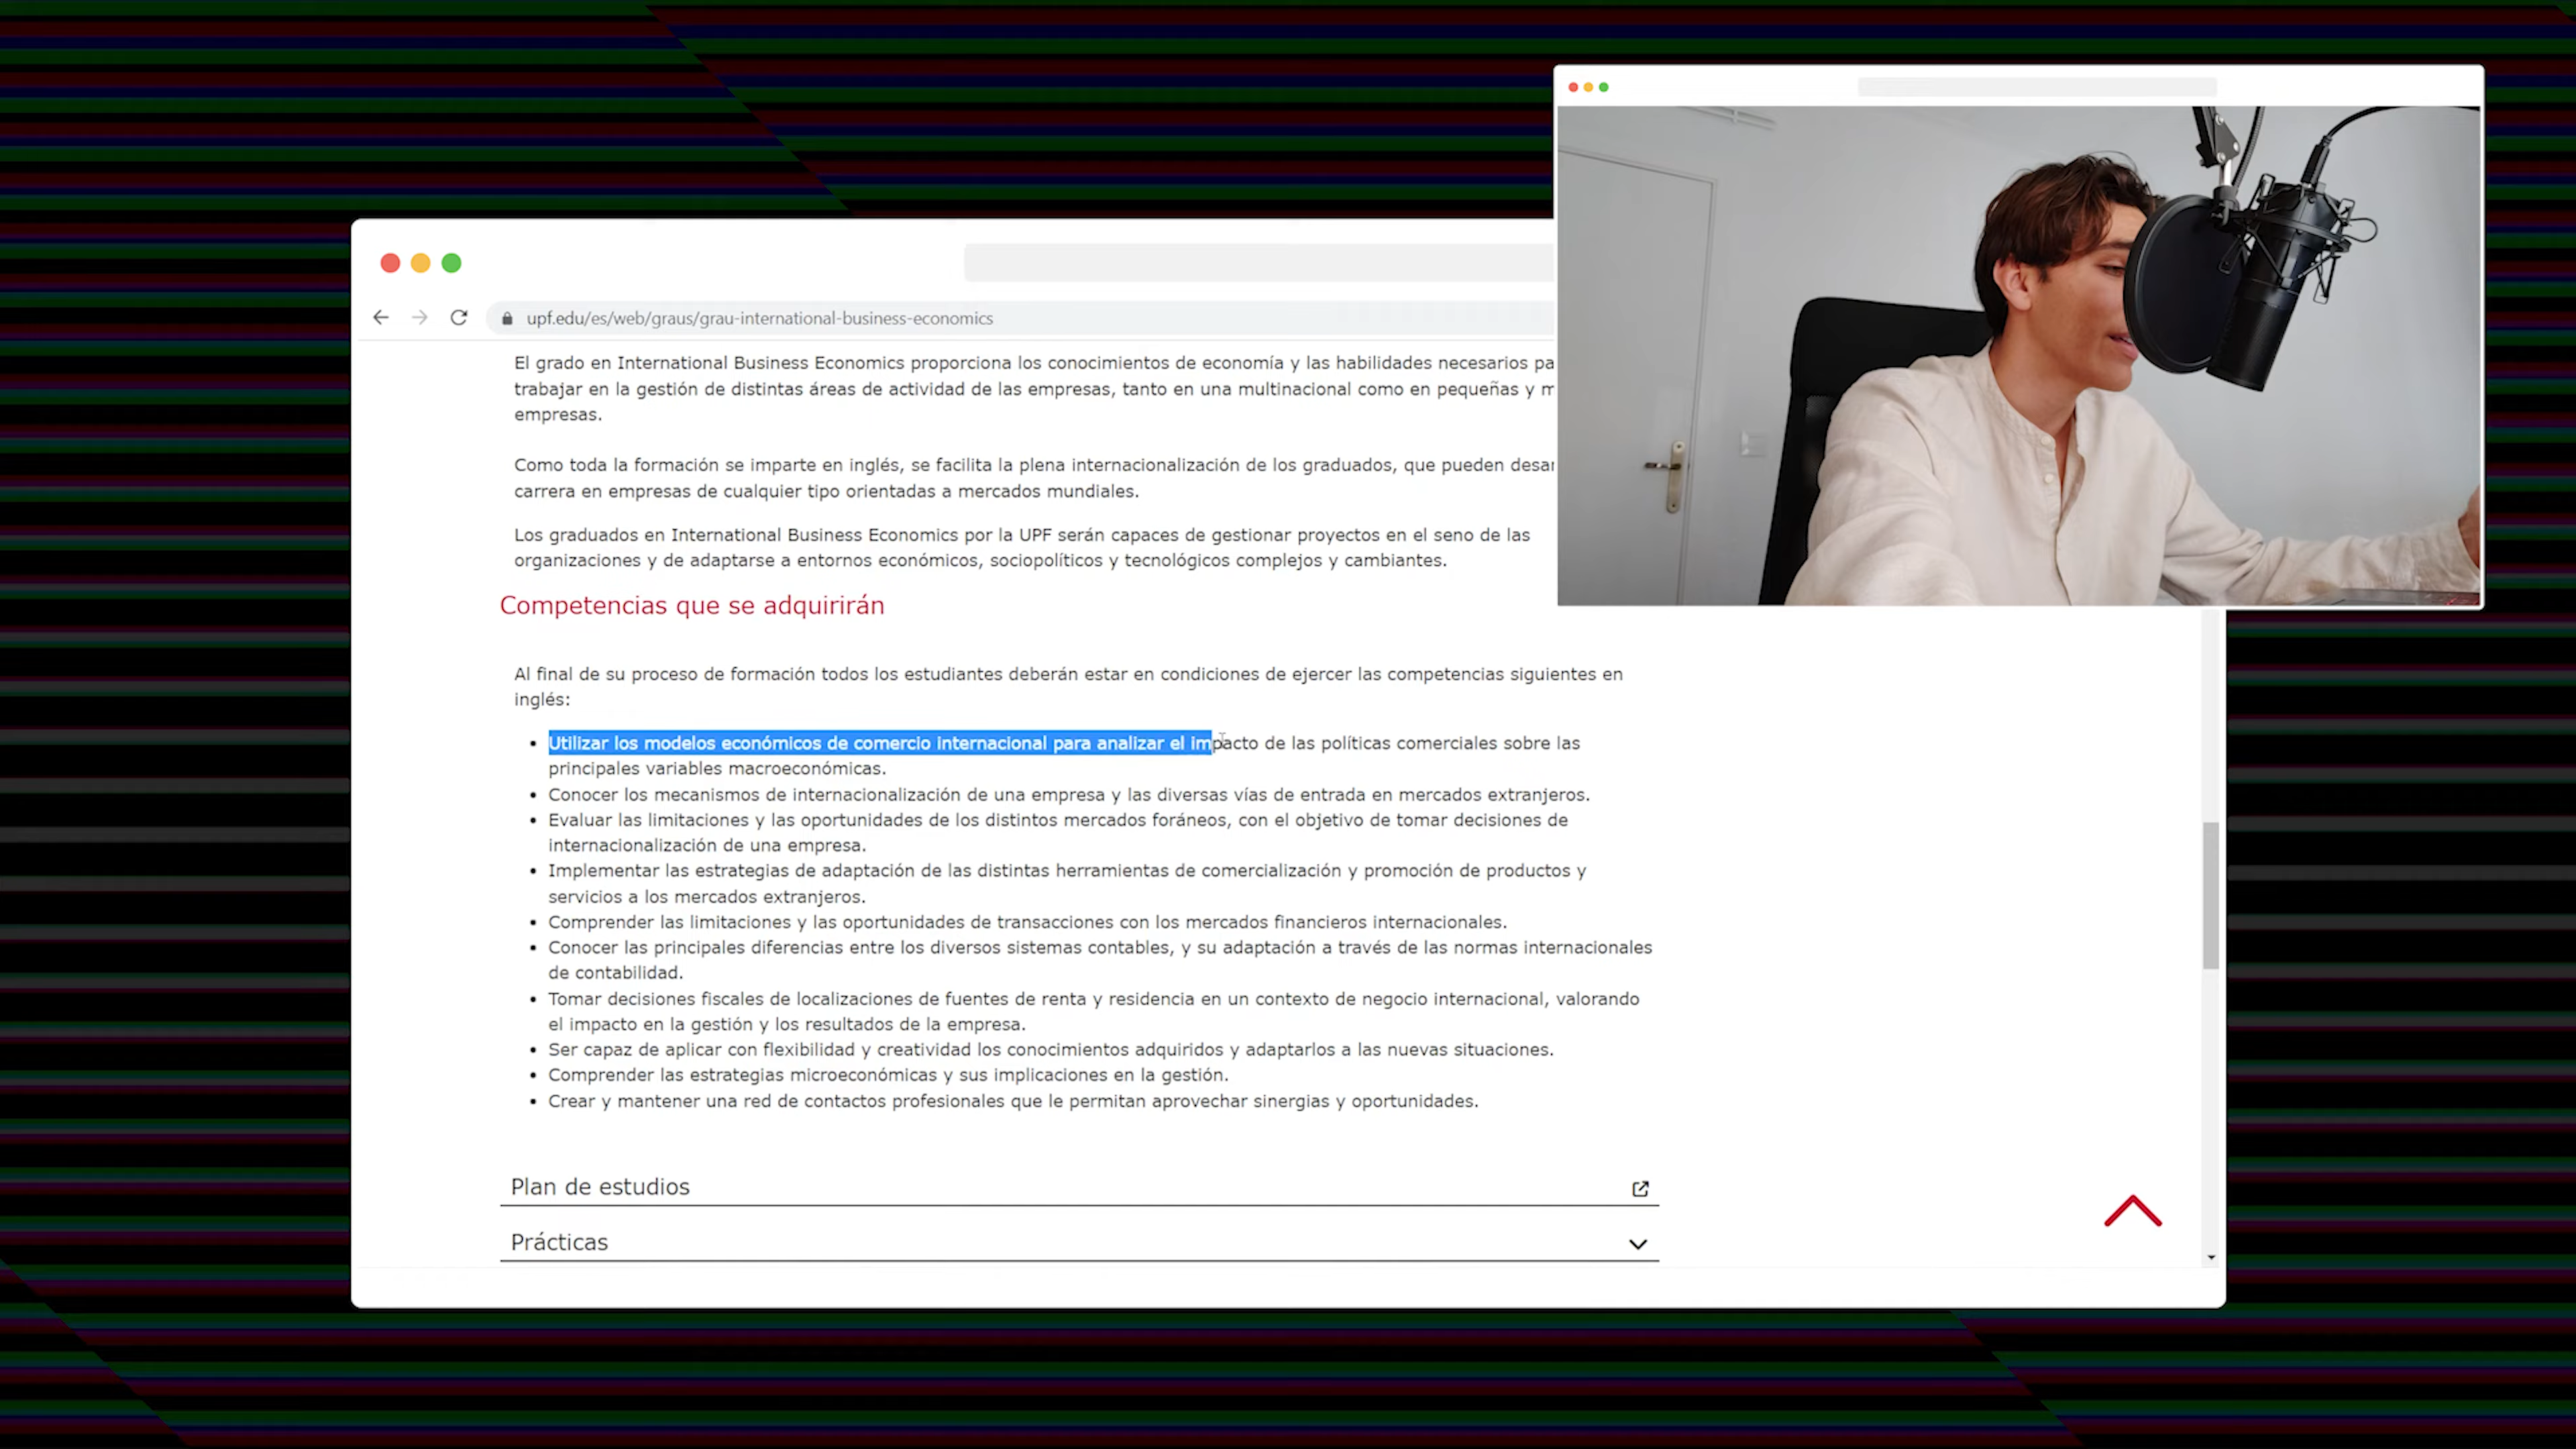 upf.edu/es/web/graus/grau-international-business-economics
El grado en International Business Economics proporciona los conocimientos de economía y las habilidades necesarios
trabajar en la gestión de distintas áreas de actividad de las empresas, tanto en una multinacional como en pequeñas y
empresas.
Como toda la formación se imparte en inglés, se facilita la plena internacionalización de los graduados, que pueden
carrera en empresas de cualquier tipo orientadas a mercados mundiales.
Los graduados en International Business Economics por la UPF serán capaces de gestionar proyectos en el seno de las
organizaciones y de adaptarse a entornos económicos, sociopolíticos y tecnológicos complejos y cambiantes.
Competencias que se adquirirán
Al final de su proceso de formación todos los estudiantes deberán estar en condiciones de ejercer las competencias siguientes en
inglés:
• Utilizar los modelos económicos de comercio internacional para analizar el impacto de las políticas comerciales sobre las
principales variables macroeconómicas.
• Conocer los mecanismos de internacionalización de una empresa y las diversas vías de entrada en mercados extranjeros.
• Evaluar las limitaciones y las oportunidades de los distintos mercados foráneos, con el objetivo de tomar decisiones de
internacionalización de una empresa.
• Implementar las estrategias de adaptación de las distintas herramientas de comercialización y promoción de productos y
servicios a los mercados extranjeros.
• Comprender las limitaciones y las oportunidades de transacciones con los mercados financieros internacionales.
• Conocer las principales diferencias entre los diversos sistemas contables, y su adaptación a través de las normas internacionales
de contabilidad.
• Tomar decisiones fiscales de localizaciones de fuentes de renta y residencia en un contexto de negocio internacional, valorando
el impacto en la gestión y los resultados de la empresa.
• Ser capaz de aplicar con flexibilidad y creatividad los conocimientos adquiridos y adaptarlos a las nuevas situaciones.
• Comprender las estrategias microeconómicas y sus implicaciones en la gestión.
• Crear y mantener una red de contactos profesionales que le permitan aprovechar sinergias y oportunidades.
Plan de estudios
Prácticas